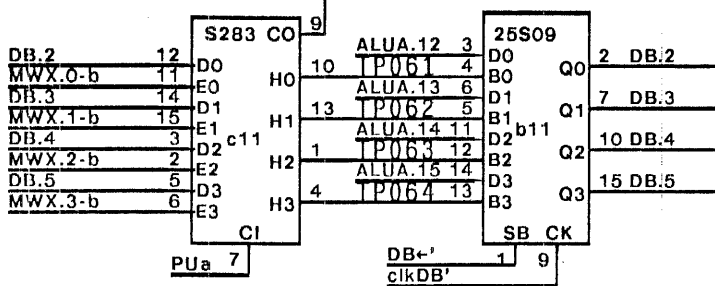 9
S283 CO
25S09
DB.2 12 D0
MWX.0-b 11 E0
DB.3 14 D1
MWX.1-b 15 E1
DB.4 3 D2
MWX.2-b 2 E2
DB.5 5 D3
MWX.3-b 6 E3
c11
H0 10
H1 13
H2 1
H3 4
CI
PUa 7
ALUA.12 3 D0
TP061 4 B0
ALUA.13 6 D1
TP062 5 B1
ALUA.14 11 D2
TP063 12 B2
ALUA.15 14 D3
TP064 13 B3
b11
Q0 2 DB.2
Q1 7 DB.3
Q2 10 DB.4
Q3 15 DB.5
SB CK
DB←' 1
clkDB' 9